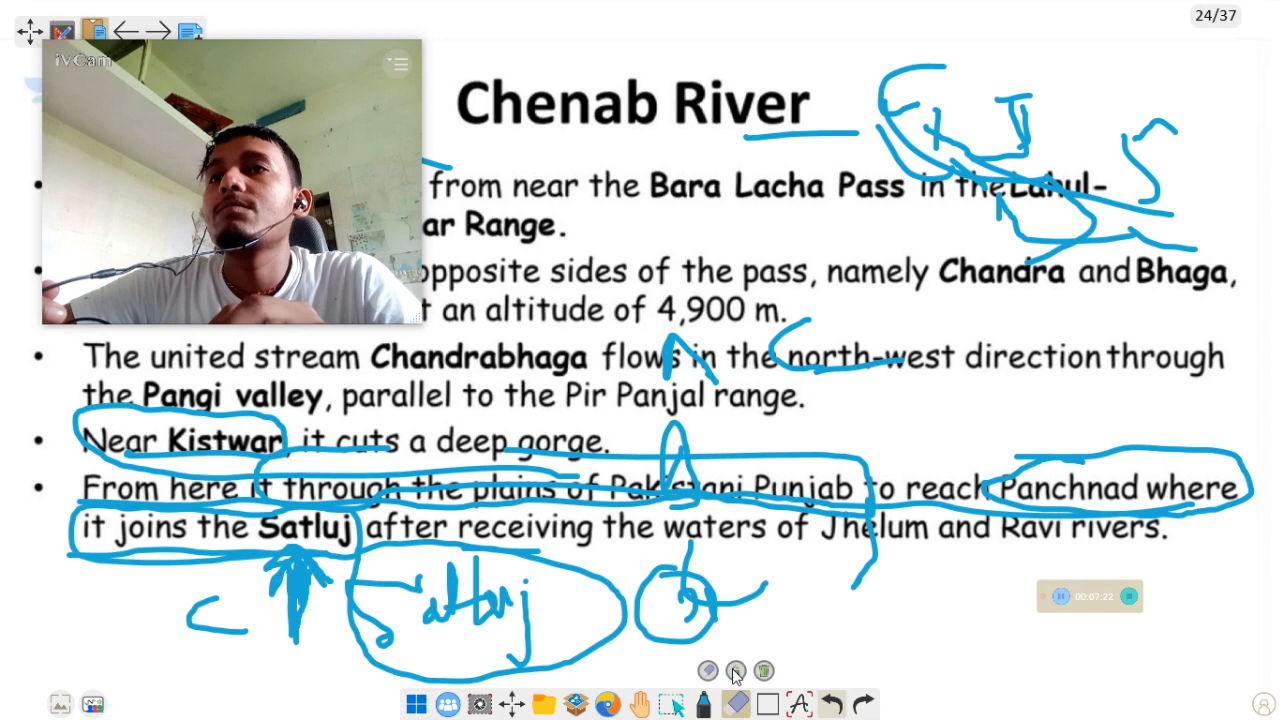 24/37
iVCam
Chenab River
from near the Bara Lacha Pass in the Lahul-
ar Range.
opposite sides of the pass, namely Chandra and Bhaga,
t an altitude of 4,900 m.
• The united stream Chandrabhaga flows in the north-west direction through
the Pangi valley, parallel to the Pir Panjal range.
• Near Kistwar, it cuts a deep gorge.
• From here it through the plains of Pakistani Punjab to reach Panchnad where
it joins the Satluj after receiving the waters of Jhelum and Ravi rivers.
Satluj
00:07:22